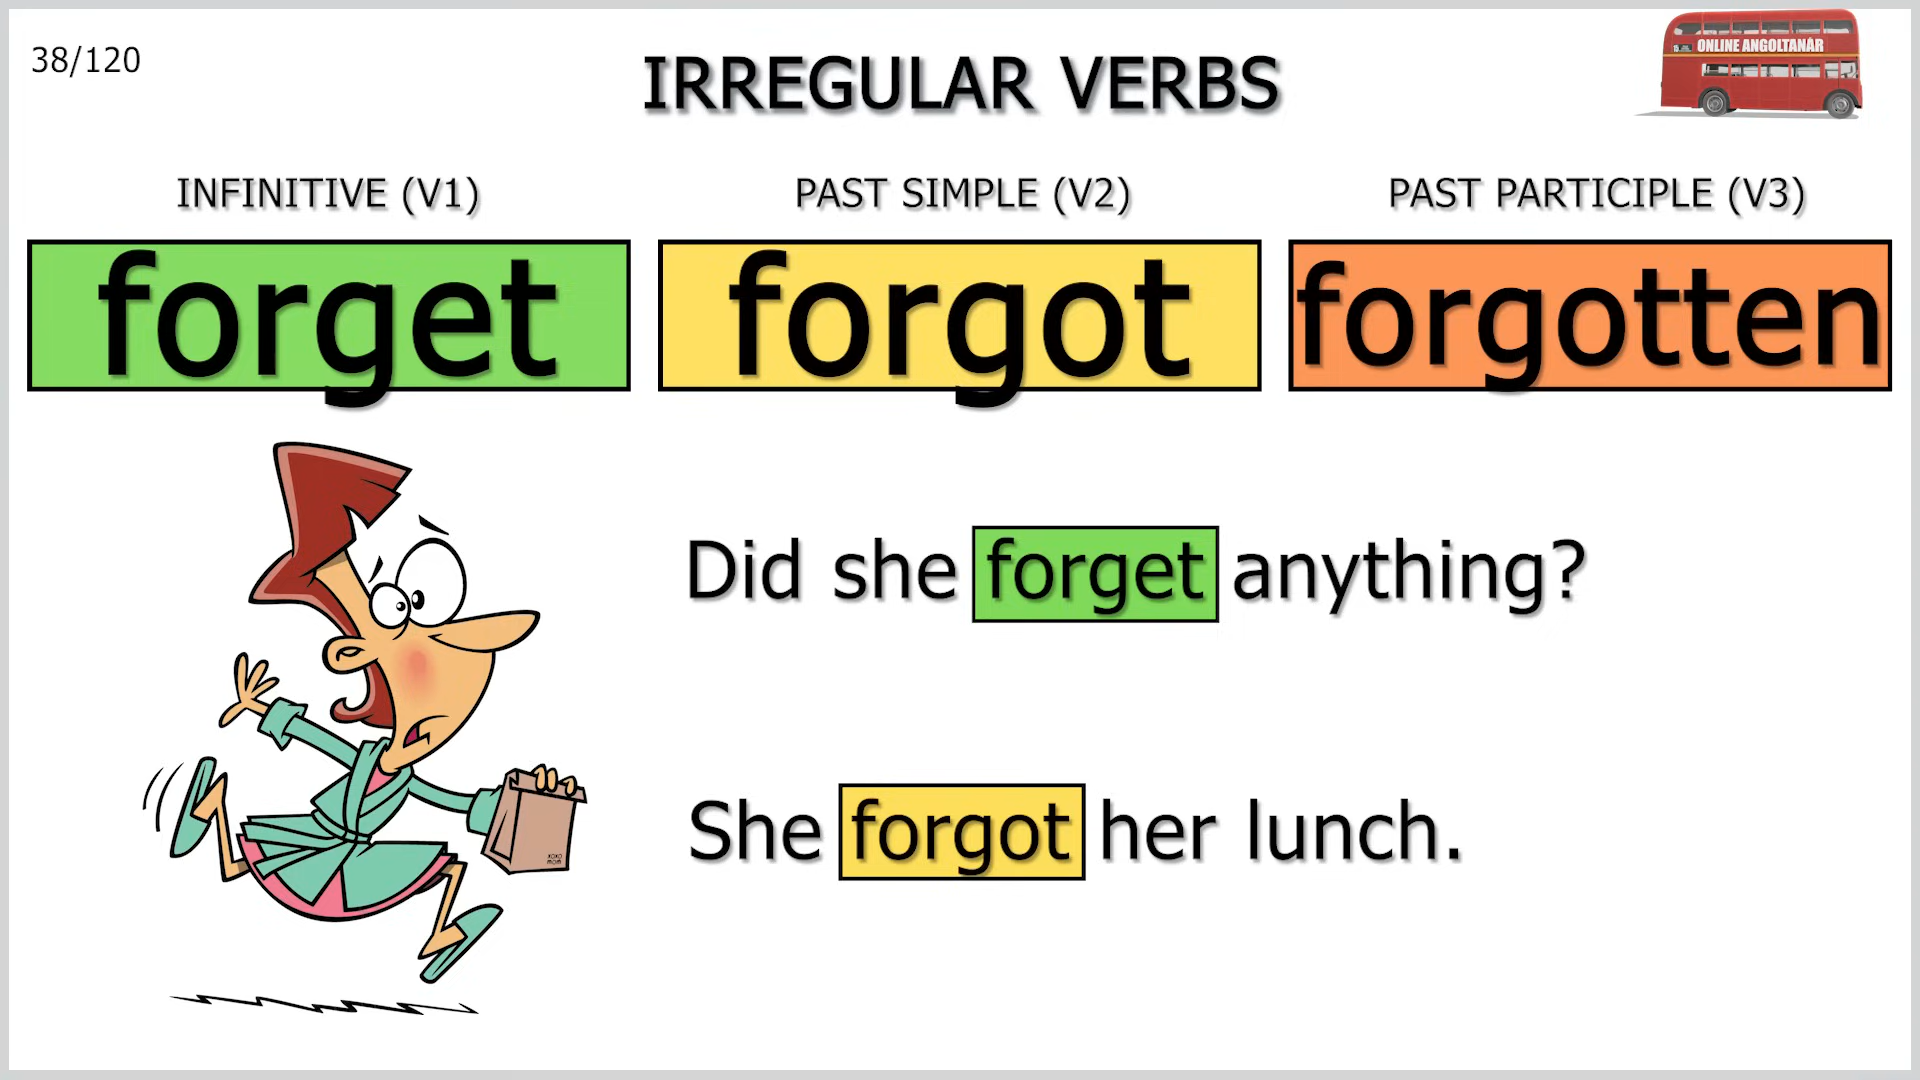 38/120
IRREGULAR VERBS
ONLINE ANGOLTANÁR
INFINITIVE (V1) PAST SIMPLE (V2) PAST PARTICIPLE (V3)
forget forgot forgotten
Did she forget anything?
She forgot her lunch.